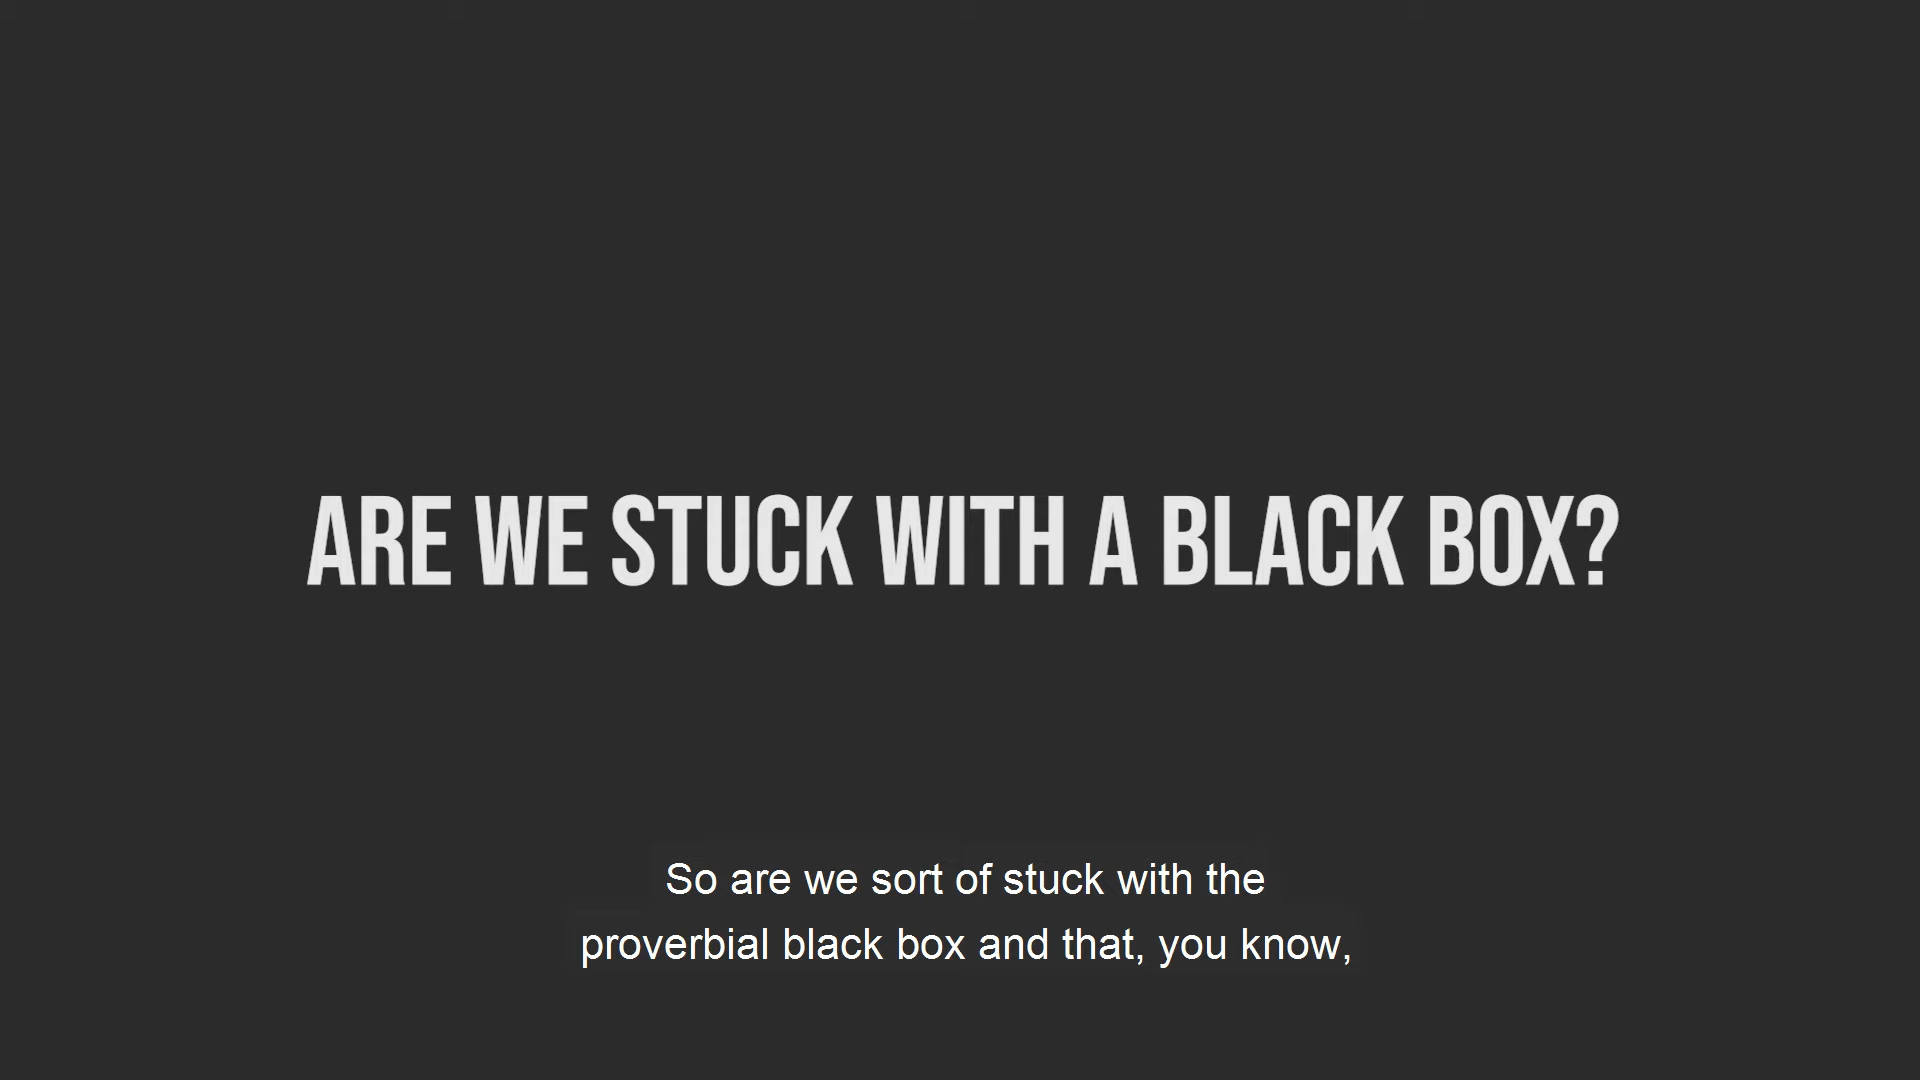 ARE WE STUCK WITH A BLACK BOX?
So are we sort of stuck with the
proverbial black box and that, you know,